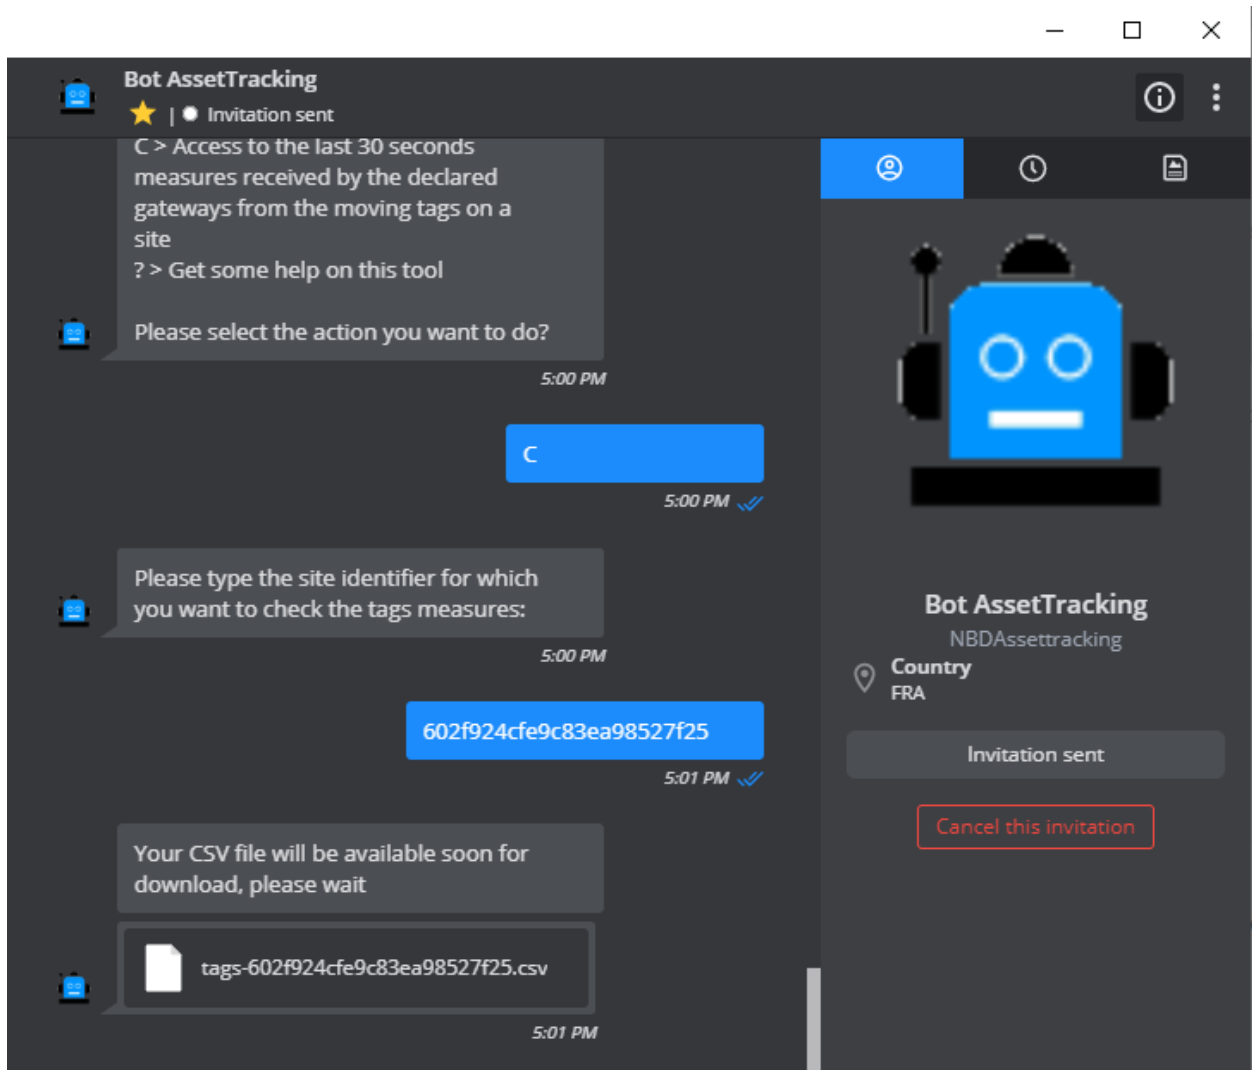 Bot AssetTracking
| Invitation sent
C > Access to the last 30 seconds
measures received by the declared
gateways from the moving tags on a
site
? > Get some help on this tool
Please select the action you want to do?
5:00 PM
C
5:00 PM
Please type the site identifier for which
you want to check the tags measures:
5:00 PM
602f924cfe9c83ea98527f25
5:01 PM
Your CSV file will be available soon for
download, please wait
tags-602f924cfe9c83ea98527f25.csv
5:01 PM
Bot AssetTracking
NBDAssettracking
Country
FRA
Invitation sent
Cancel this invitation